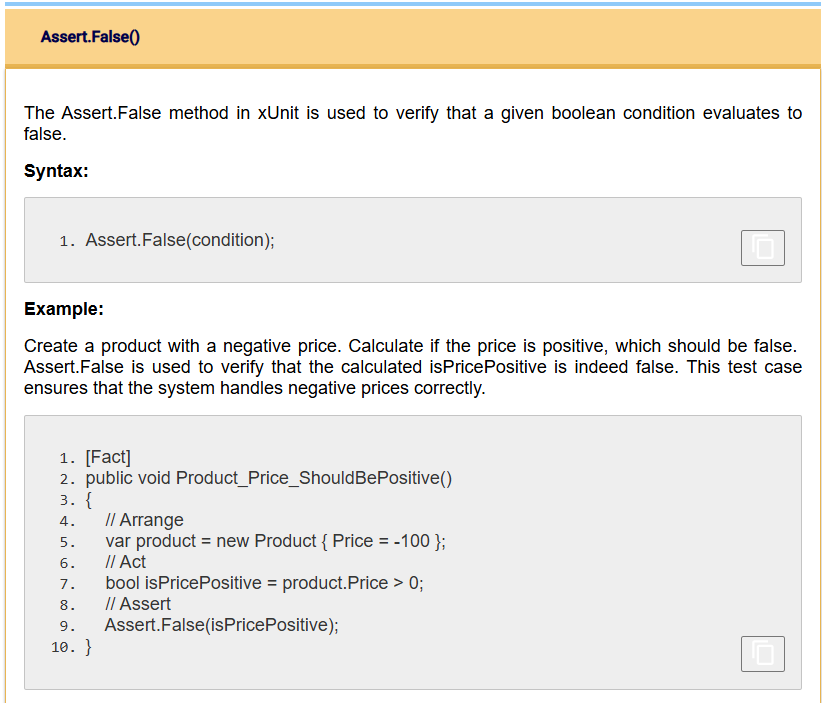 Assert.False()
The Assert.False method in xUnit is used to verify that a given boolean condition evaluates to
false.
Syntax:
1. Assert.False(condition);
Example:
Create a product with a negative price. Calculate if the price is positive, which should be false.
Assert.False is used to verify that the calculated isPricePositive is indeed false. This test case
ensures that the system handles negative prices correctly.
1. [Fact]
2. public void Product_Price_ShouldBePositive()
3. {
4. // Arrange
5. var product = new Product { Price = -100 };
6. // Act
7. bool isPricePositive = product.Price > 0;
8. // Assert
9. Assert.False(isPricePositive);
10. }